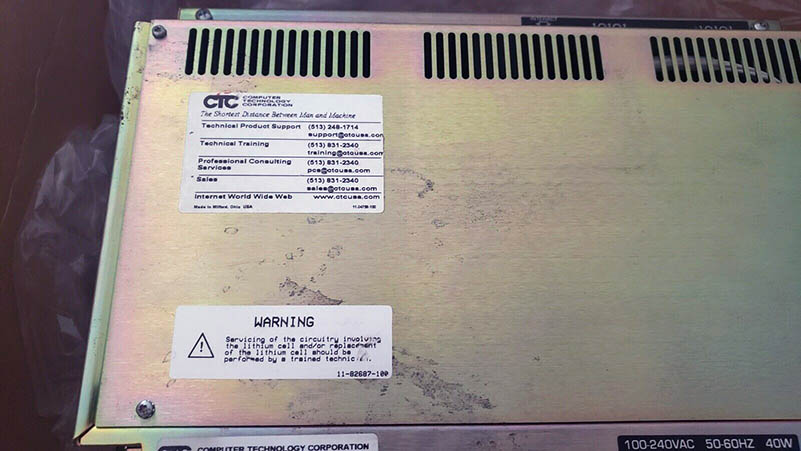 CTC COMPUTER
TECHNOLOGY
CORPORATION
The Shortest Distance Between Man and Machine
Technical Product Support (513) 248-1714
support@ctcusa.com
Technical Training (513) 831-2340
training@ctcusa.com
Professional Consulting (513) 831-2340
Services pcs@ctcusa.com
Sales (513) 831-2340
sales@ctcusa.com
Internet World Wide Web www.ctcusa.com
Made in Milford, Ohio USA
WARNING
Servicing of the circuitry involving
the lithium cell and/or replacement
of the lithium cell should be
performed by a trained technician.
11-82687-100
CTC COMPUTER TECHNOLOGY CORPORATION
100-240VAC 50-60HZ 40W